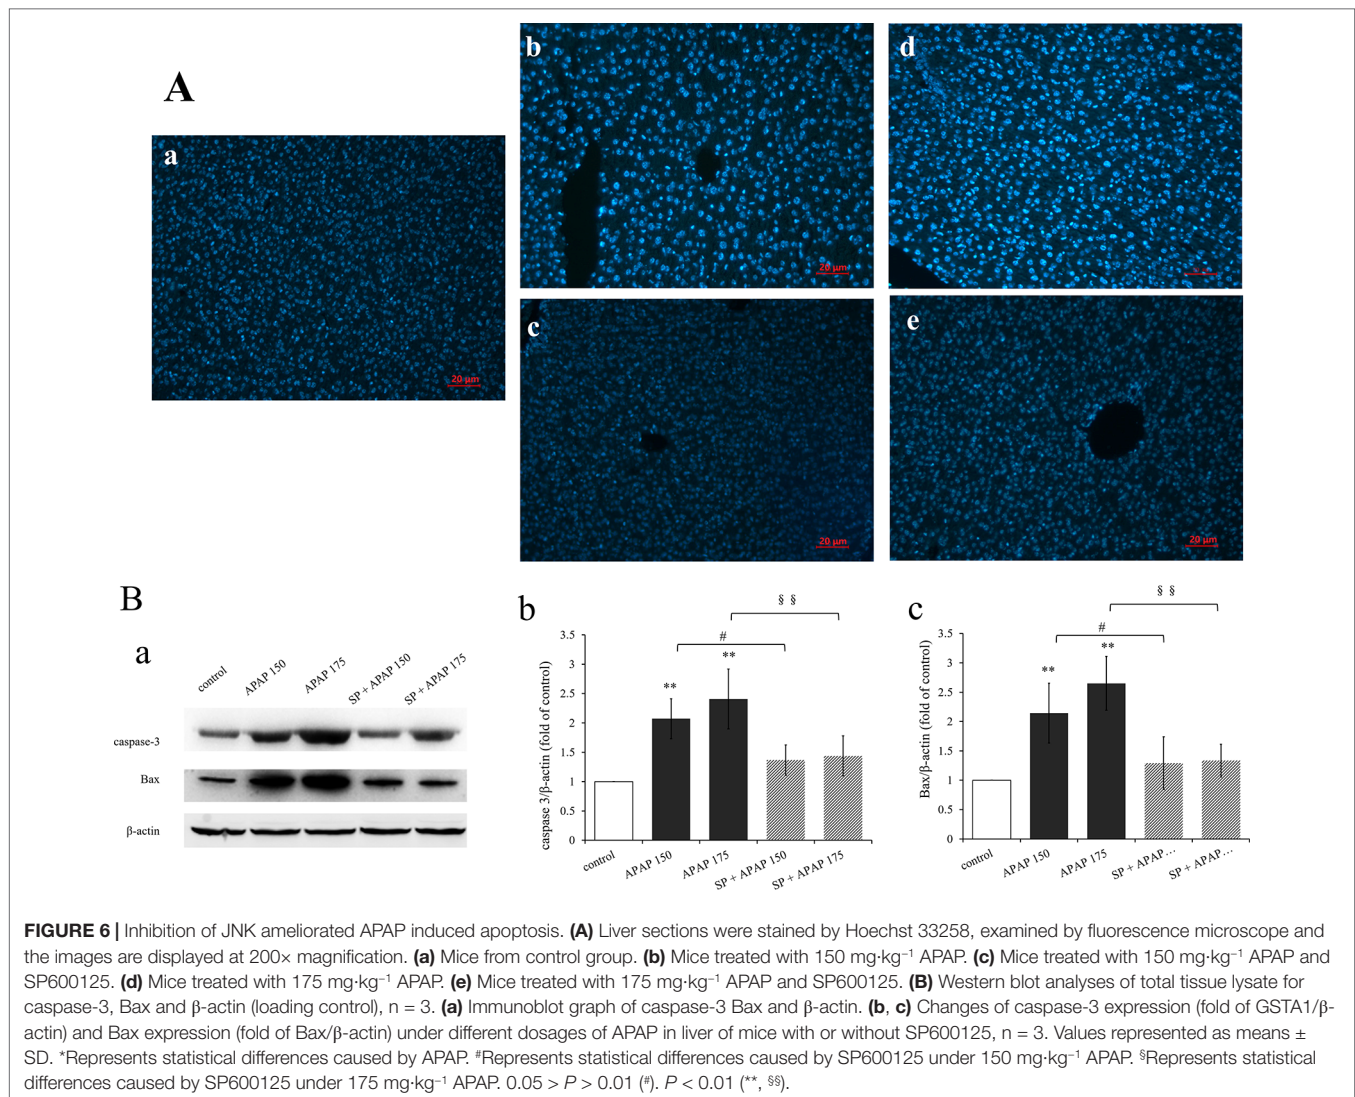 A
a
20 µm
b
20 µm
d
c
20 µm
e
20 µm
B
a
control
APAP 150
APAP 175
SP + APAP 150
SP + APAP 175
caspase-3
Bax
β-actin
b
§ §
#
**
**
caspase 3/β-actin (fold of control)
3.5
3
2.5
2
1.5
1
0.5
0
control
APAP 150
APAP 175
SP + APAP 150
SP + APAP 175
c
§ §
#
**
**
Bax/β-actin (fold of control)
3.5
3
2.5
2
1.5
1
0.5
0
control
APAP 150
APAP 175
SP + APAP…
SP + APAP…
FIGURE 6 | Inhibition of JNK ameliorated APAP induced apoptosis. (A) Liver sections were stained by Hoechst 33258, examined by fluorescence microscope and
the images are displayed at 200× magnification. (a) Mice from control group. (b) Mice treated with 150 mg·kg⁻¹ APAP. (c) Mice treated with 150 mg·kg⁻¹ APAP and
SP600125. (d) Mice treated with 175 mg·kg⁻¹ APAP. (e) Mice treated with 175 mg·kg⁻¹ APAP and SP600125. (B) Western blot analyses of total tissue lysate for
caspase-3, Bax and β-actin (loading control), n = 3. (a) Immunoblot graph of caspase-3 Bax and β-actin. (b, c) Changes of caspase-3 expression (fold of GSTA1/β-
actin) and Bax expression (fold of Bax/β-actin) under different dosages of APAP in liver of mice with or without SP600125, n = 3. Values represented as means ±
SD. *Represents statistical differences caused by APAP. #Represents statistical differences caused by SP600125 under 150 mg·kg⁻¹ APAP. §Represents statistical
differences caused by SP600125 under 175 mg·kg⁻¹ APAP. 0.05 > P > 0.01 (#). P < 0.01 (**, §§).